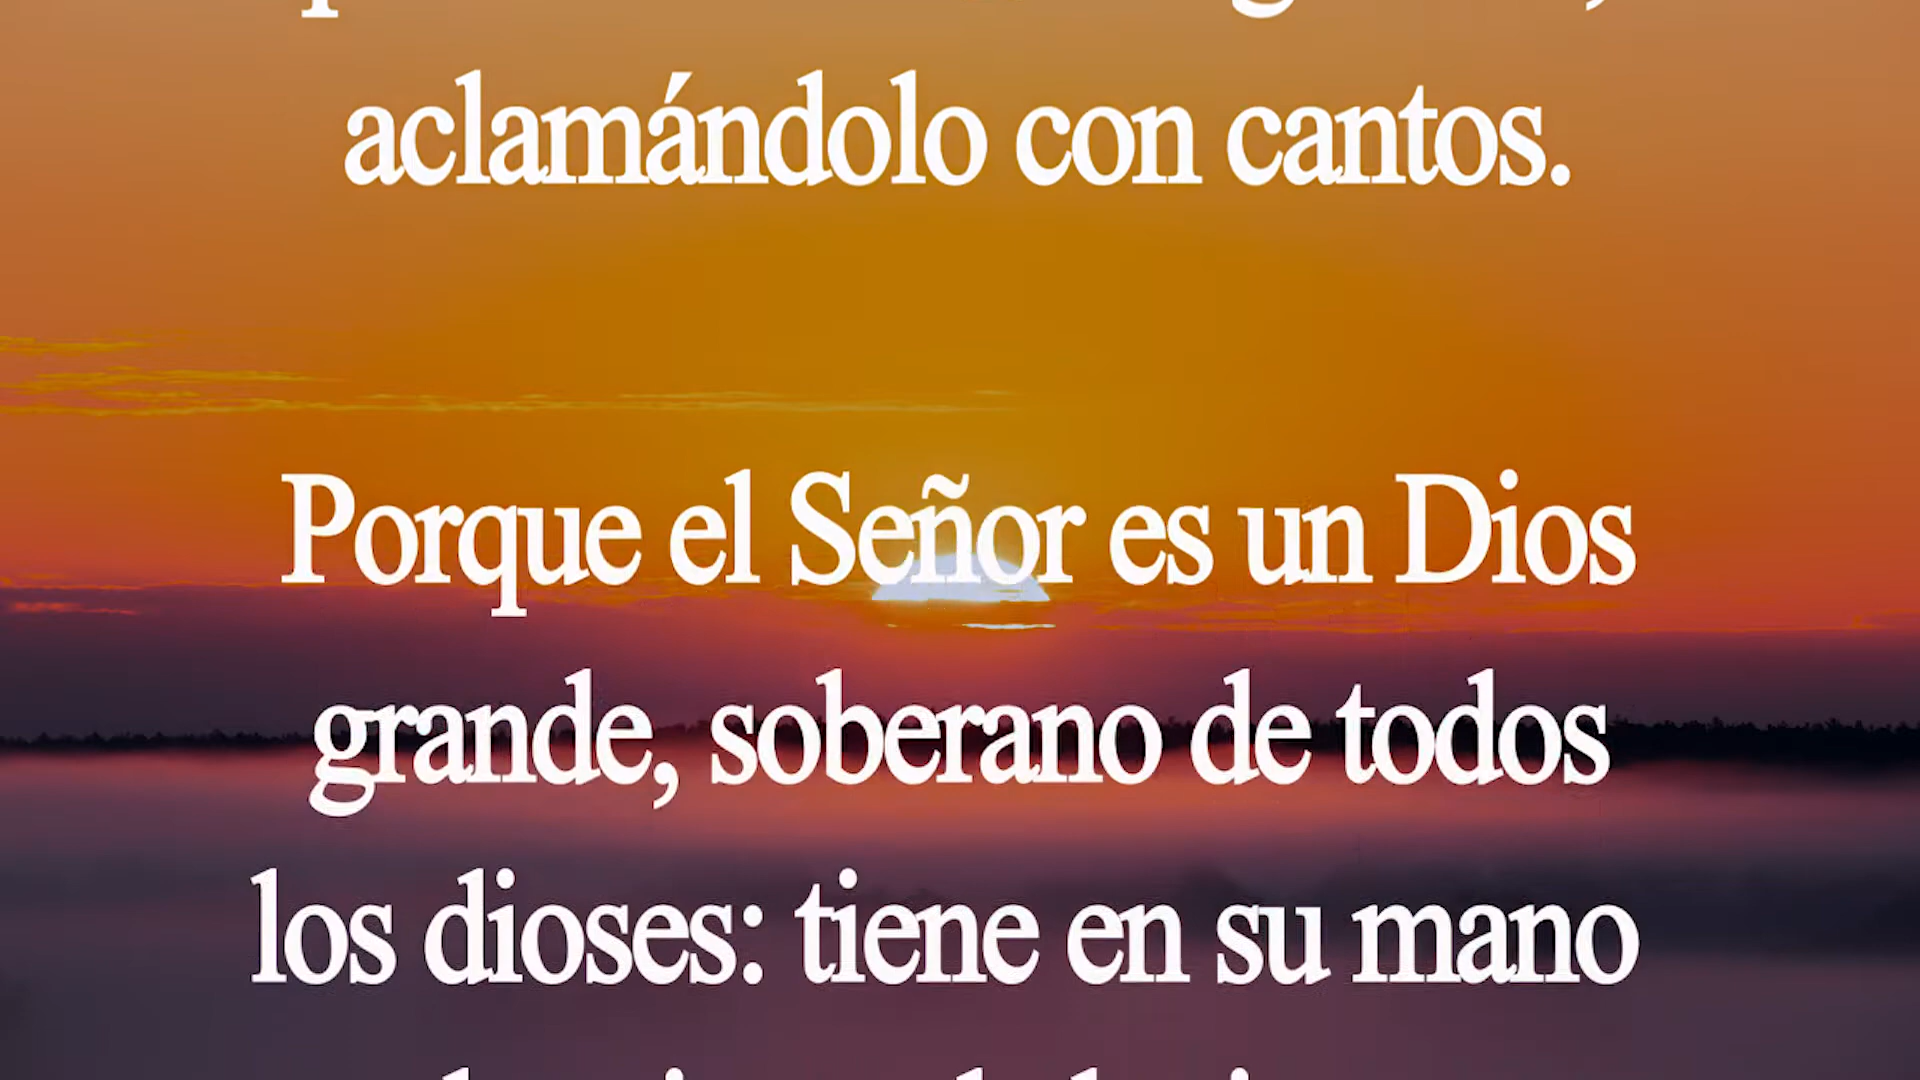 aclamándolo con cantos.
Porque el Señor es un Dios
grande, soberano de todos
los dioses: tiene en su mano